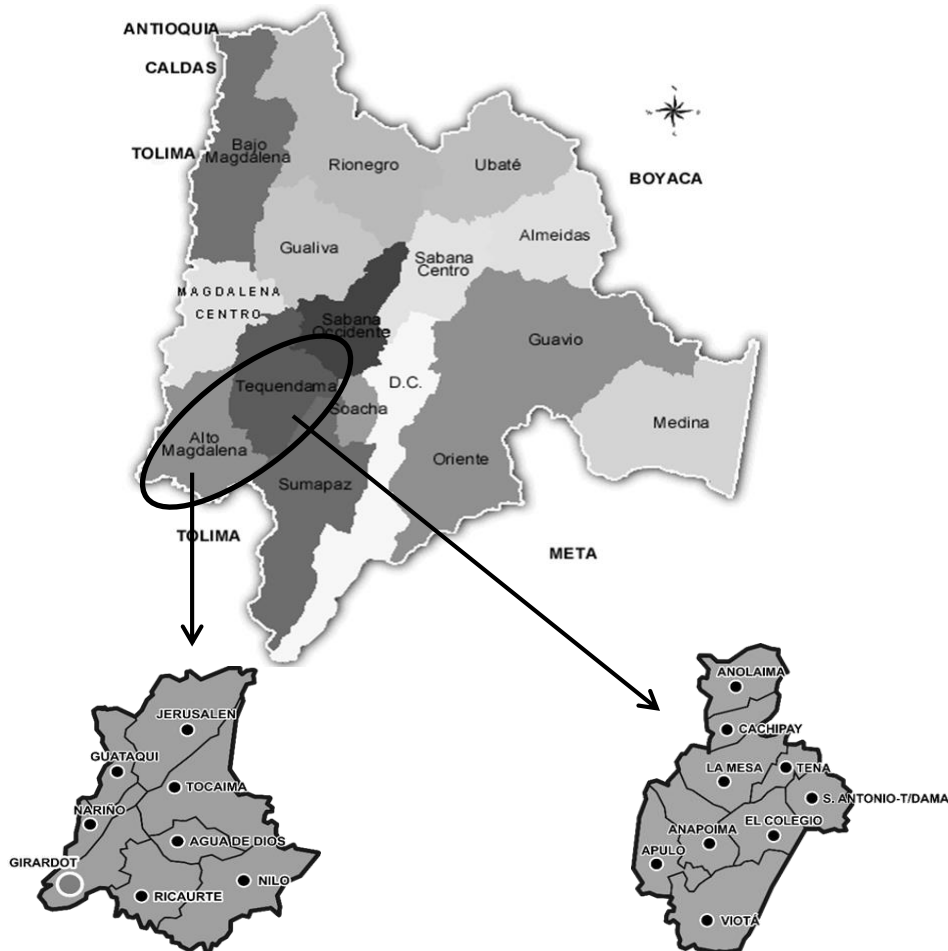 ANTIOQUIA
CALDAS
TOLIMA
Bajo
Magdalena
Rionegro
Ubaté
BOYACA
Gualiva
Sabana
Centro
Almeidas
MAGDALENA
CENTRO
Sabana
Occidente
Guavio
Tequendama
D.C.
Soacha
Medina
Alto
Magdalena
Oriente
Sumapaz
TOLIMA
META
JERUSALEN
GUATAQUI
TOCAIMA
NARIÑO
AGUA DE DIOS
GIRARDOT
NILO
RICAURTE
ANOLAIMA
CACHIPAY
LA MESA
TENA
S. ANTONIO-T/DAMA
EL COLEGIO
ANAPOIMA
APULO
VIOTÁ